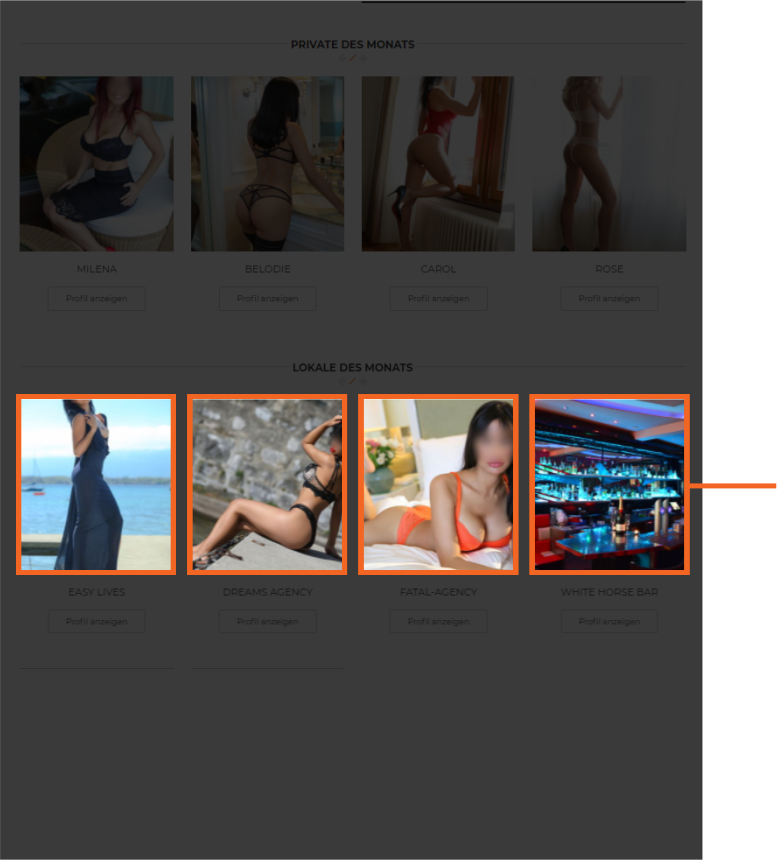 PRIVATE DES MONATS
MILENA
BELODIE
CAROL
ROSE
Profil anzeigen
Profil anzeigen
Profil anzeigen
Profil anzeigen
LOKALE DES MONATS
EASY LIVES
DREAMS AGENCY
FATAL-AGENCY
WHITE HORSE BAR
Profil anzeigen
Profil anzeigen
Profil anzeigen
Profil anzeigen